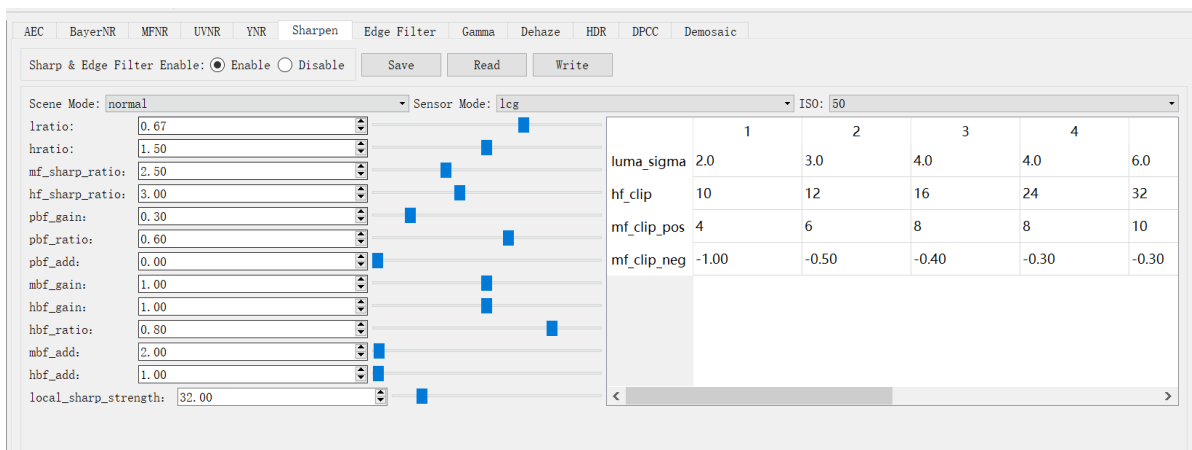 AEC BayerNR MFNR UVNR YNR Sharpen Edge Filter Gamma Dehaze HDR DPCC Demosaic
Sharp & Edge Filter Enable: Enable Disable Save Read Write
Scene Mode: normal Sensor Mode: lcg ISO: 50
lratio: 0.67
hratio: 1.50
mf_sharp_ratio: 2.50
hf_sharp_ratio: 3.00
pbf_gain: 0.30
pbf_ratio: 0.60
pbf_add: 0.00
mbf_gain: 1.00
hbf_gain: 1.00
hbf_ratio: 0.80
mbf_add: 2.00
hbf_add: 1.00
local_sharp_strength: 32.00
1 2 3 4
luma_sigma 2.0 3.0 4.0 4.0 6.0
hf_clip 10 12 16 24 32
mf_clip_pos 4 6 8 8 10
mf_clip_neg -1.00 -0.50 -0.40 -0.30 -0.30